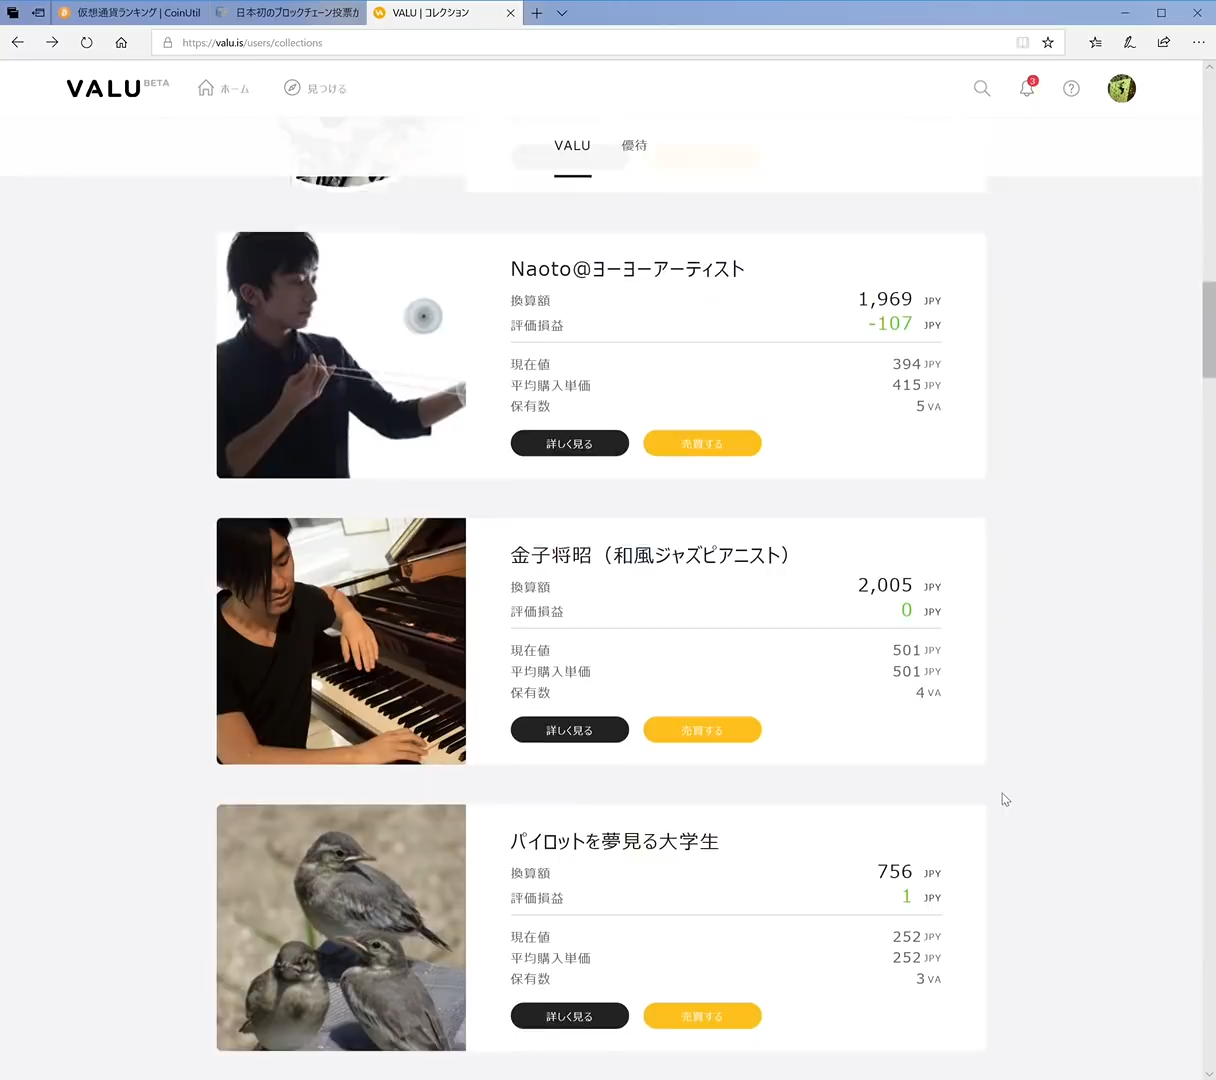 仮想通貨ランキング | CoinUtil
日本初のブロックチェーン投票が
VALU | コレクション
https://valu.is/users/collections
VALU BETA
ホーム
見つける
3
VALU
優待
Naoto@ヨーヨーアーティスト
換算額 1,969 JPY
評価損益 -107 JPY
現在値 394 JPY
平均購入単価 415 JPY
保有数 5 VA
詳しく見る 売買する
金子将昭（和風ジャズピアニスト）
換算額 2,005 JPY
評価損益 0 JPY
現在値 501 JPY
平均購入単価 501 JPY
保有数 4 VA
詳しく見る 売買する
パイロットを夢見る大学生
換算額 756 JPY
評価損益 1 JPY
現在値 252 JPY
平均購入単価 252 JPY
保有数 3 VA
詳しく見る 売買する